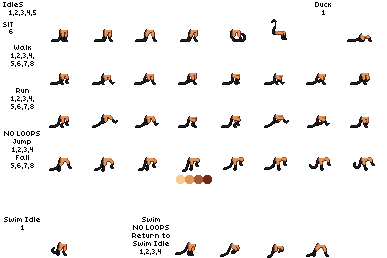 IdleS
1,2,3,4,5
Duck
1
SIT
6
Walk
1,2,3,4,
5,6,7,8
Run
1,2,3,4,
5,6,7,8
NO LOOPS
Jump
1,2,3,4
Fall
5,6,7,8
Swim Idle
1
Swim
NO LOOPS
Return to
Swim Idle
1,2,3,4